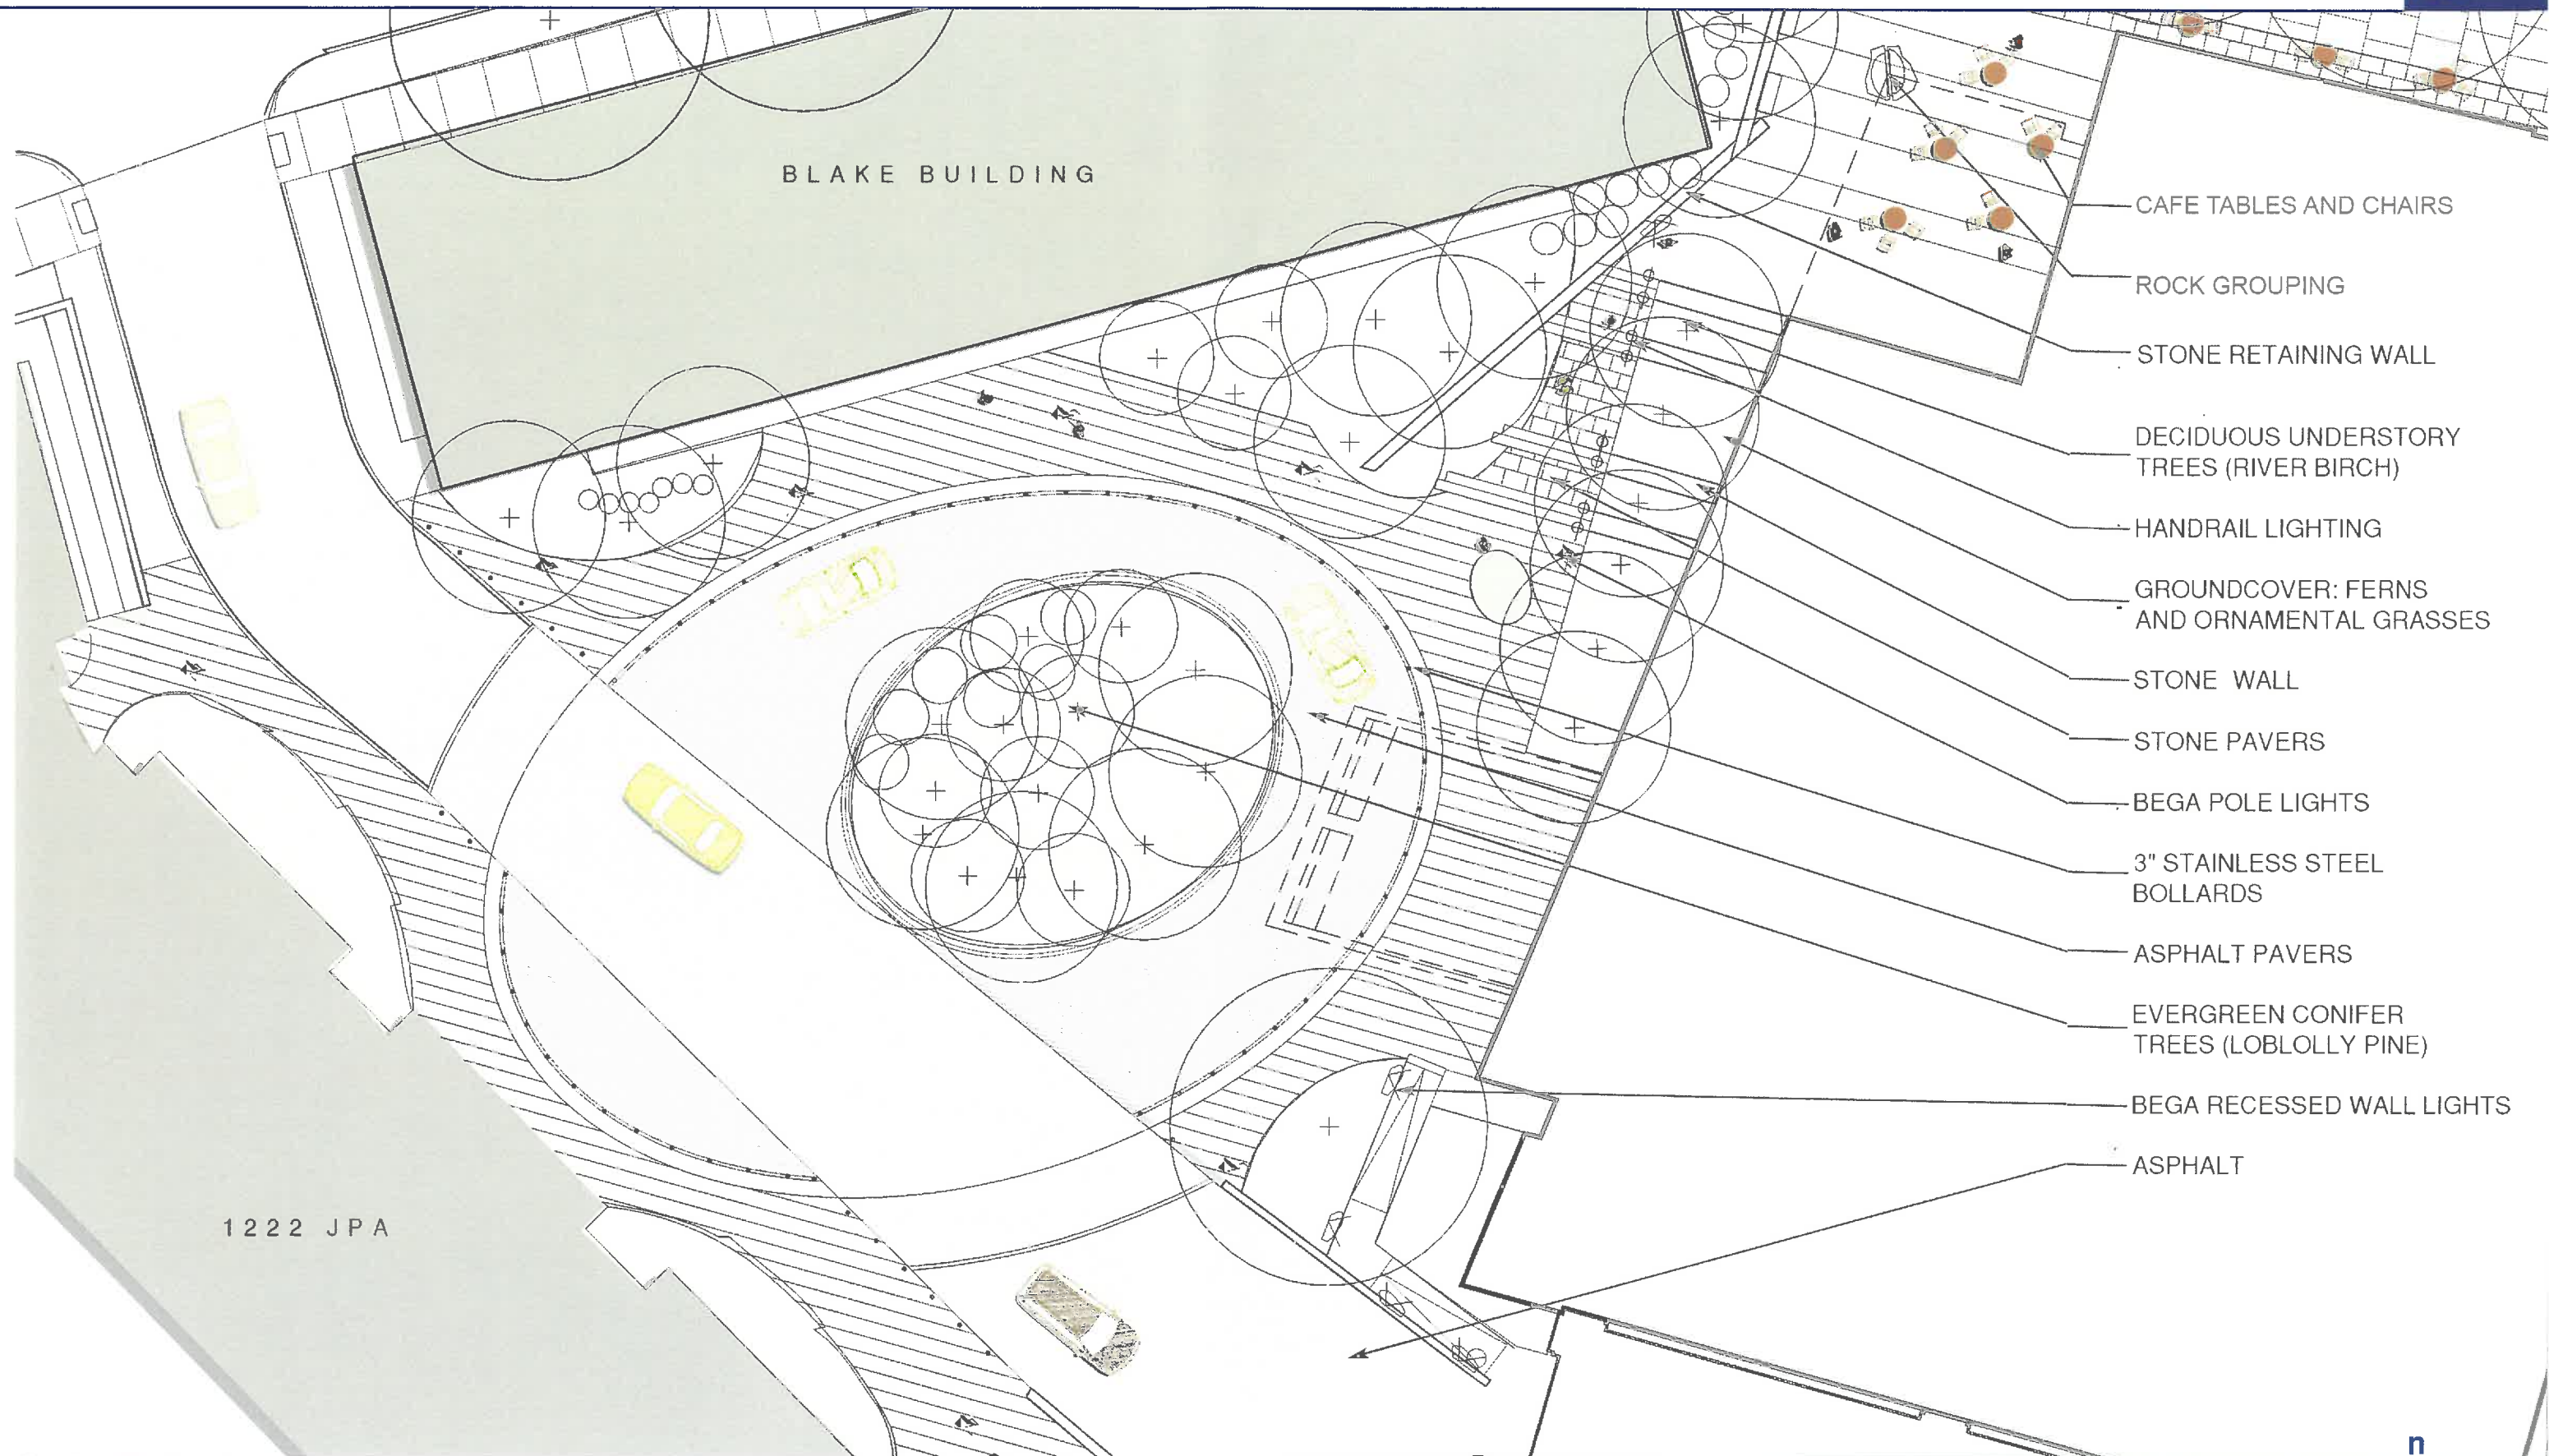 BLAKE BUILDING
CAFE TABLES AND CHAIRS
ROCK GROUPING
STONE RETAINING WALL
DECIDUOUS UNDERSTORY
TREES (RIVER BIRCH)
HANDRAIL LIGHTING
GROUNDCOVER: FERNS
AND ORNAMENTAL GRASSES
STONE WALL
STONE PAVERS
BEGA POLE LIGHTS
3" STAINLESS STEEL
BOLLARDS
ASPHALT PAVERS
EVERGREEN CONIFER
TREES (LOBLOLLY PINE)
BEGA RECESSED WALL LIGHTS
ASPHALT
1222 JPA
n